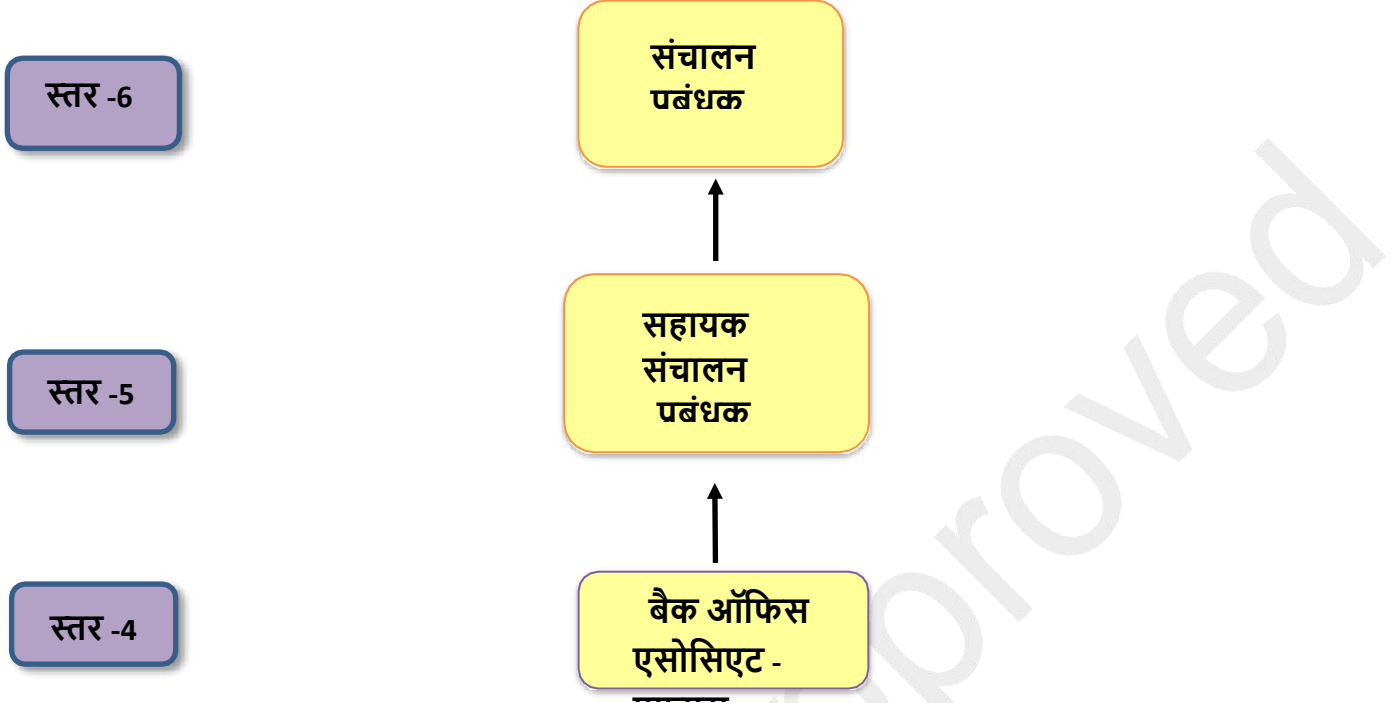 स्तर -6
संचालन
प्रबंधक
स्तर -5
सहायक
संचालन
प्रबंधक
स्तर -4
बैक ऑफिस
एसोसिएट -